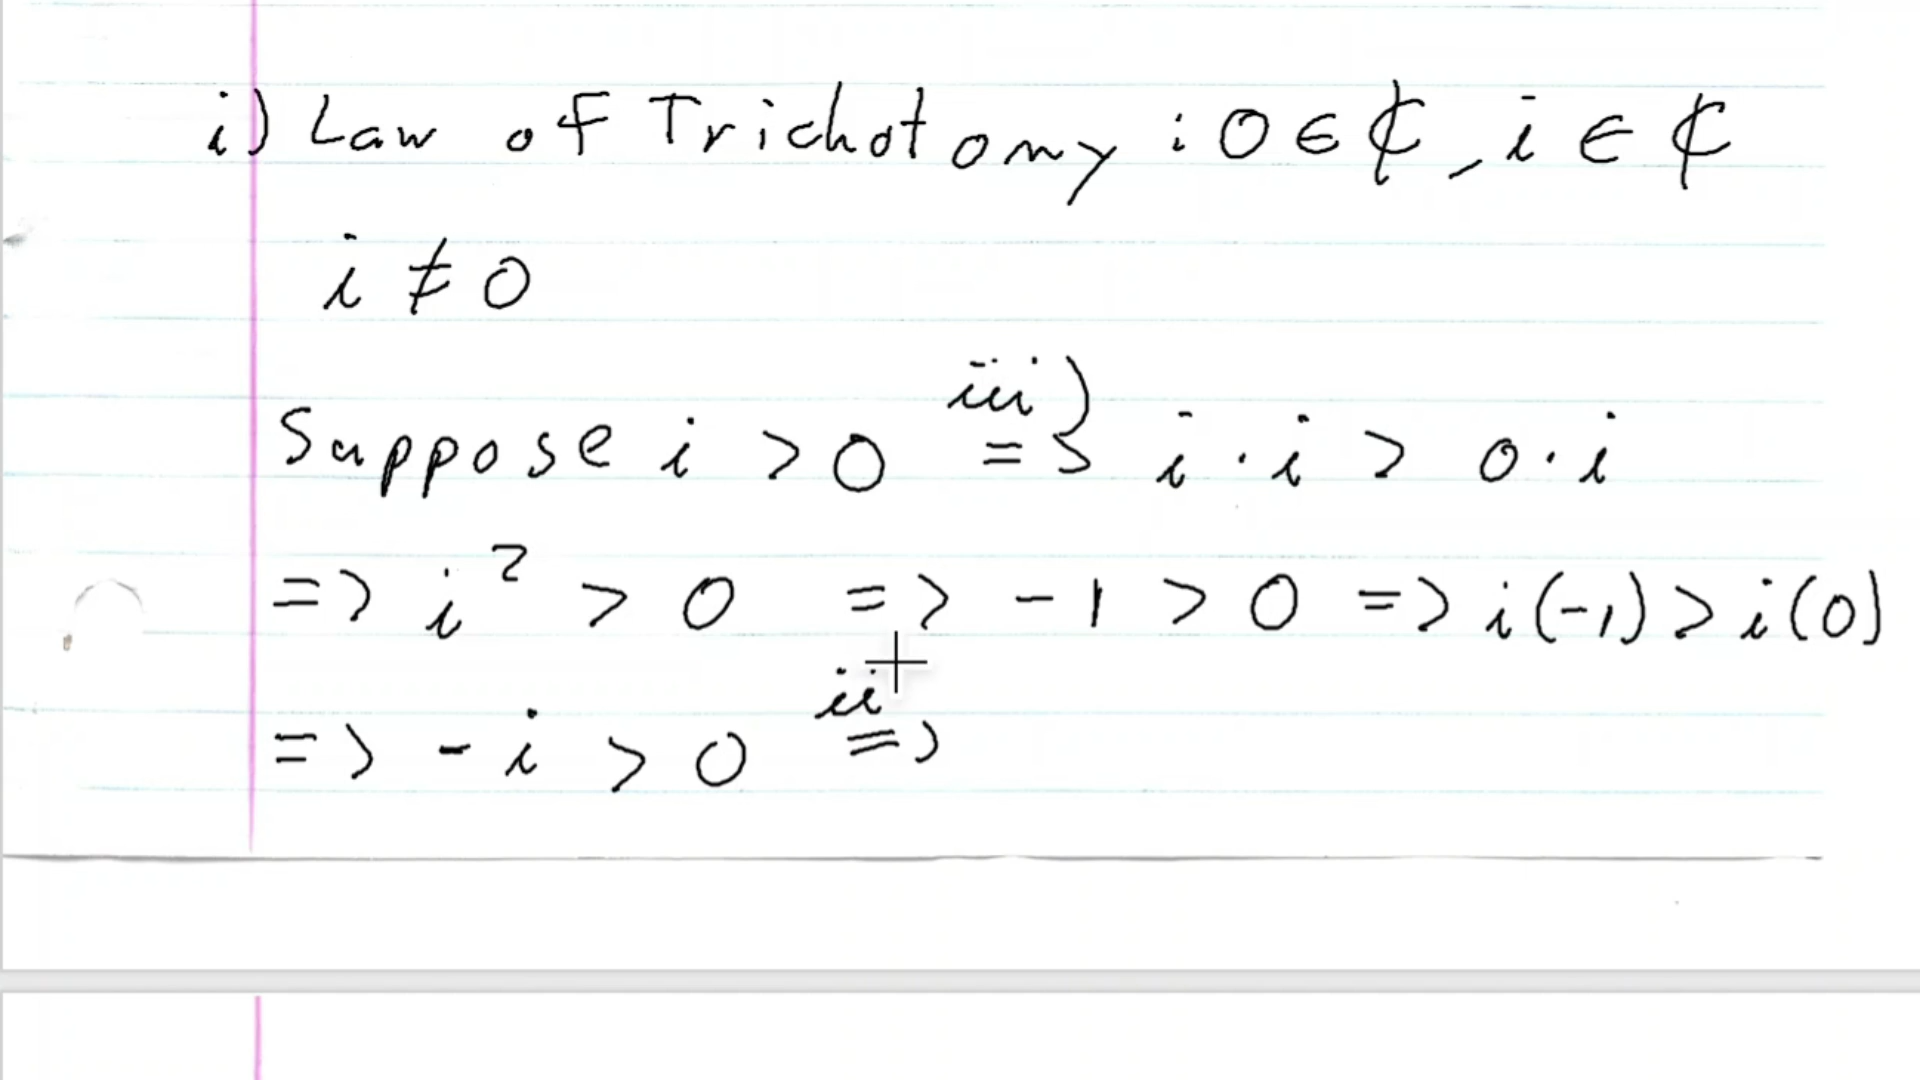 i) Law of Trichotomy : 0 ∈ ₵, i ∈ ₵
i ≠ 0
Suppose i > 0 iii) => i · i > 0 · i
=> i² > 0 => -1 > 0 => i(-1) > i(0)
=> -i > 0 ii =>